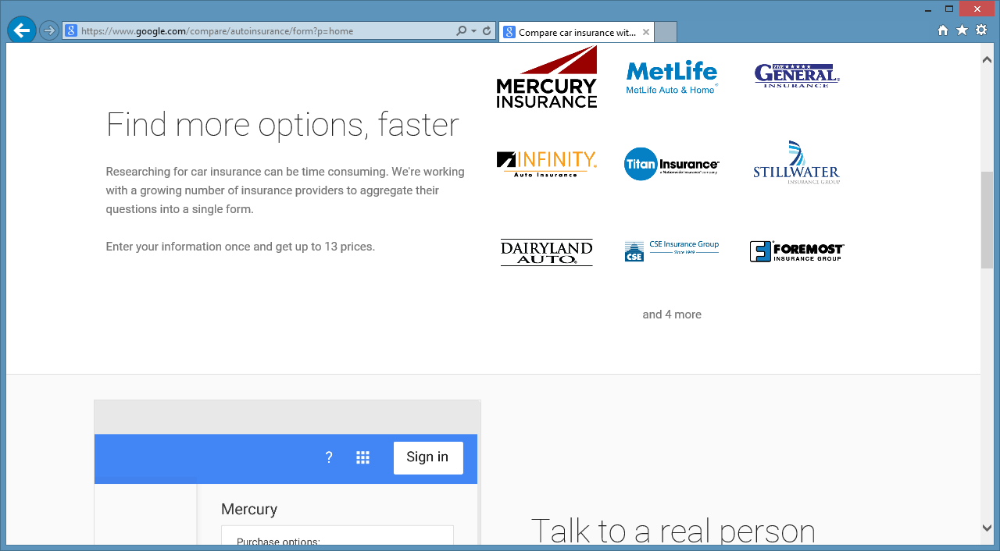 https://www.google.com/compare/autoinsurance/form?p=home
Compare car insurance wit...
MERCURY
INSURANCE
MetLife
MetLife Auto & Home®
THE
GENERAL®
INSURANCE
Find more options, faster
Researching for car insurance can be time consuming. We're working
with a growing number of insurance providers to aggregate their
questions into a single form.
Enter your information once and get up to 13 prices.
INFINITY®
Auto Insurance
Titan Insurance™
a Nationwide Insurance® company
STILLWATER
INSURANCE GROUP
DAIRYLAND
AUTO®
CSE
CSE Insurance Group
Since 1949
F
FOREMOST®
INSURANCE GROUP
and 4 more
? Sign in
Mercury
Purchase options:
Talk to a real person